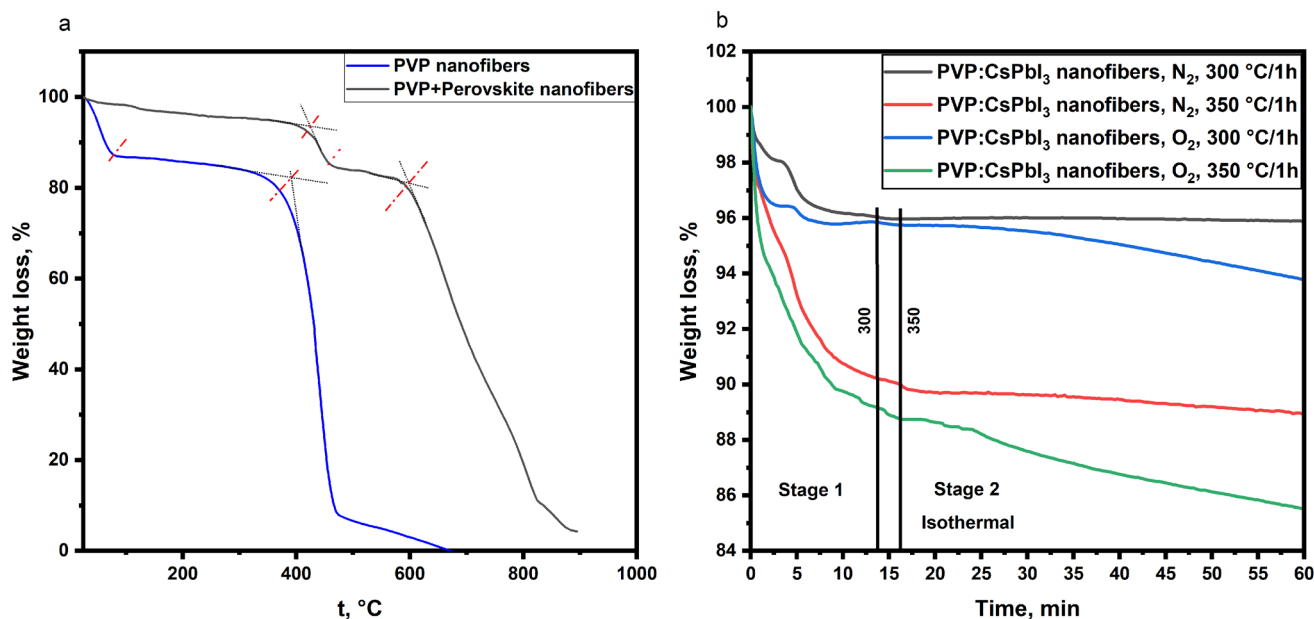 a
PVP nanofibers
PVP+Perovskite nanofibers
100
80
60
40
20
0
200
400
600
800
1000
Weight loss, %
t, °C
b
PVP:CsPbI₃ nanofibers, N₂, 300 °C/1h
PVP:CsPbI₃ nanofibers, N₂, 350 °C/1h
PVP:CsPbI₃ nanofibers, O₂, 300 °C/1h
PVP:CsPbI₃ nanofibers, O₂, 350 °C/1h
102
100
98
96
94
92
90
88
86
84
300
350
Stage 1
Stage 2
Isothermal
0
5
10
15
20
25
30
35
40
45
50
55
60
Weight loss, %
Time, min